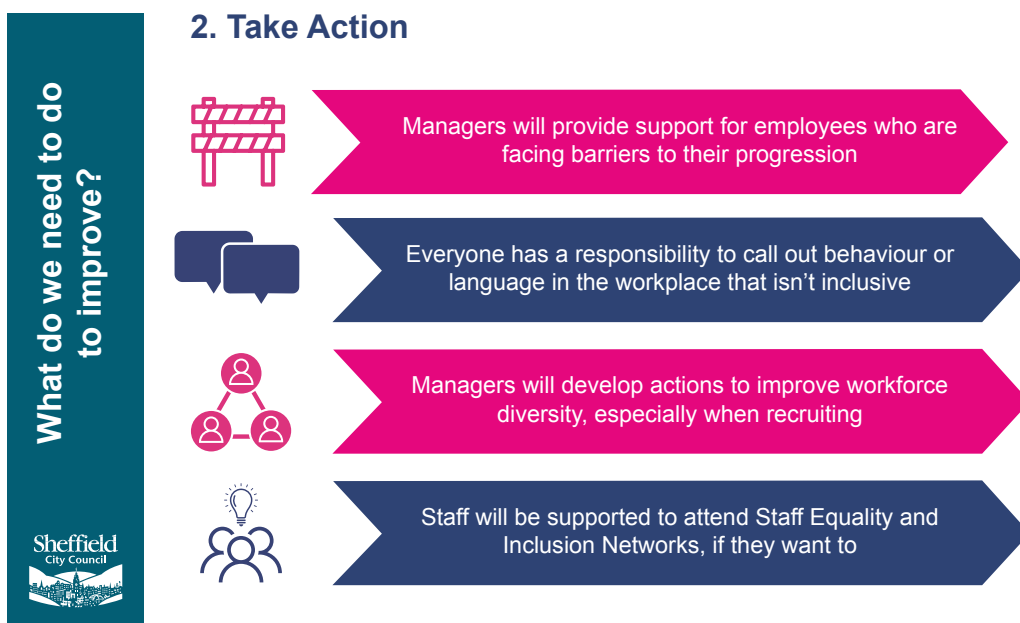 2. Take Action
What do we need to do
to improve?
Managers will provide support for employees who are
facing barriers to their progression
Everyone has a responsibility to call out behaviour or
language in the workplace that isn’t inclusive
Managers will develop actions to improve workforce
diversity, especially when recruiting
Staff will be supported to attend Staff Equality and
Inclusion Networks, if they want to
Sheffield
City Council